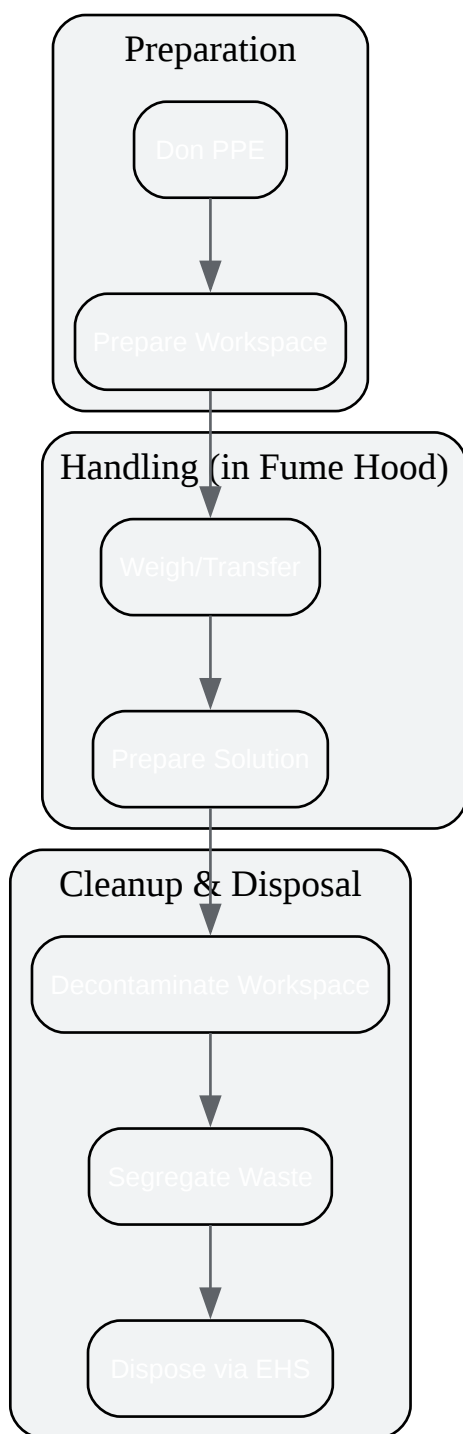 Preparation
Don PPE
Prepare Workspace
Handling (in Fume Hood)
Weigh/Transfer
Prepare Solution
Cleanup & Disposal
Decontaminate Workspace
Segregate Waste
Dispose via EHS